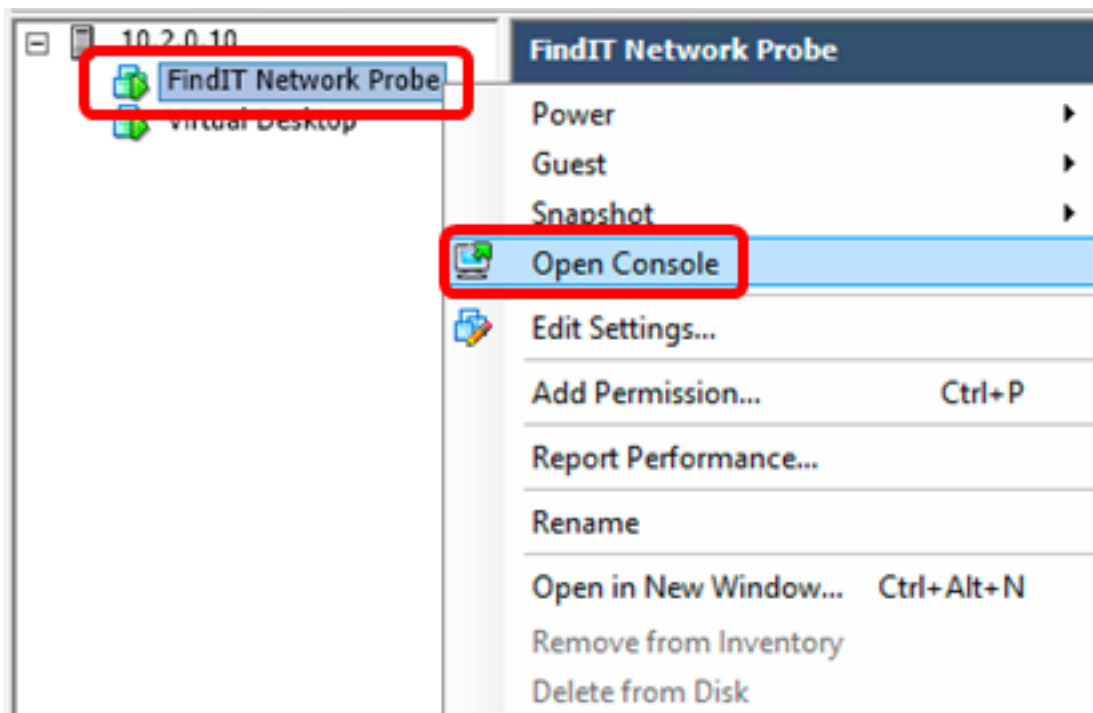 10.2.0.10
FindIT Network Probe
Virtual Desktop
FindIT Network Probe
Power
Guest
Snapshot
Open Console
Edit Settings...
Add Permission... Ctrl+P
Report Performance...
Rename
Open in New Window... Ctrl+Alt+N
Remove from Inventory
Delete from Disk